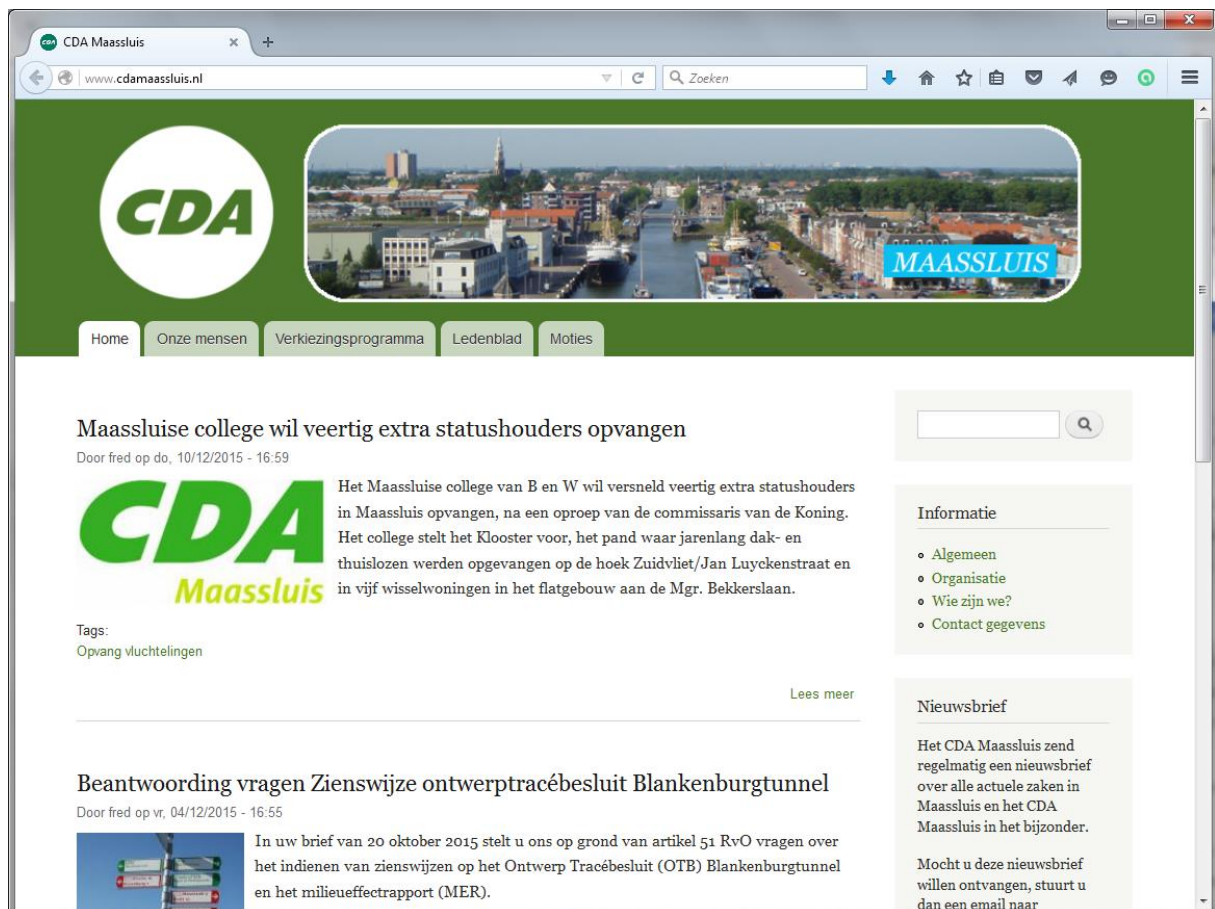 CDA Maassluis
www.cdamaassluis.nl
Zoeken
CDA
MAASSLUIS
Home
Onze mensen
Verkiezingsprogramma
Ledenblad
Moties
Maassluise college wil veertig extra statushouders opvangen
Door fred op do, 10/12/2015 - 16:59
CDA
Maassluis
Het Maassluise college van B en W wil versneld veertig extra statushouders
in Maassluis opvangen, na een oproep van de commissaris van de Koning.
Het college stelt het Klooster voor, het pand waar jarenlang dak- en
thuislozen werden opgevangen op de hoek Zuidvliet/Jan Luyckenstraat en
in vijf wisselwoningen in het flatgebouw aan de Mgr. Bekkerslaan.
Tags:
Opvang vluchtelingen
Lees meer
Beantwoording vragen Zienswijze ontwerptracébesluit Blankenburgtunnel
Door fred op vr, 04/12/2015 - 16:55
In uw brief van 20 oktober 2015 stelt u ons op grond van artikel 51 RvO vragen over
het indienen van zienswijzen op het Ontwerp Tracébesluit (OTB) Blankenburgtunnel
en het milieueffectrapport (MER).
Informatie
Algemeen
Organisatie
Wie zijn we?
Contact gegevens
Nieuwsbrief
Het CDA Maassluis zend
regelmatig een nieuwsbrief
over alle actuele zaken in
Maassluis en het CDA
Maassluis in het bijzonder.
Mocht u deze nieuwsbrief
willen ontvangen, stuurt u
dan een email naar